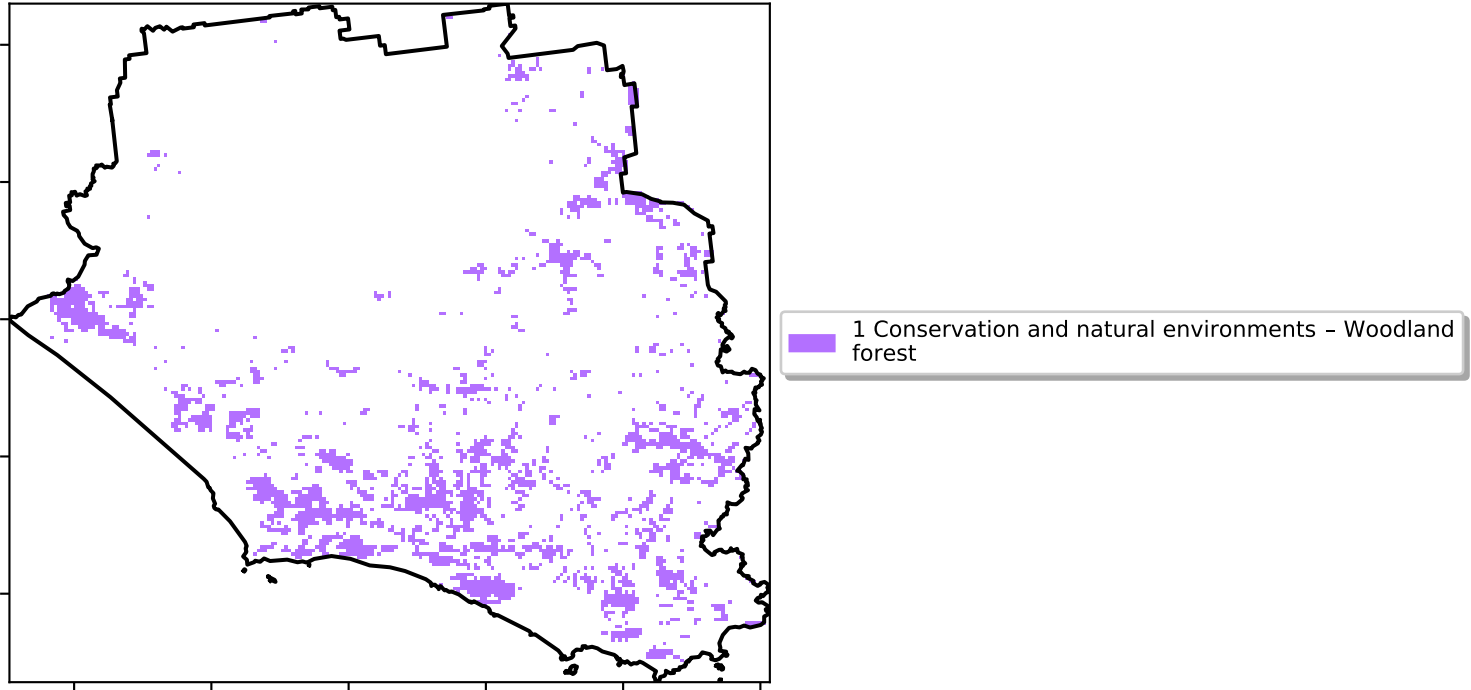 1 Conservation and natural environments – Woodland
forest